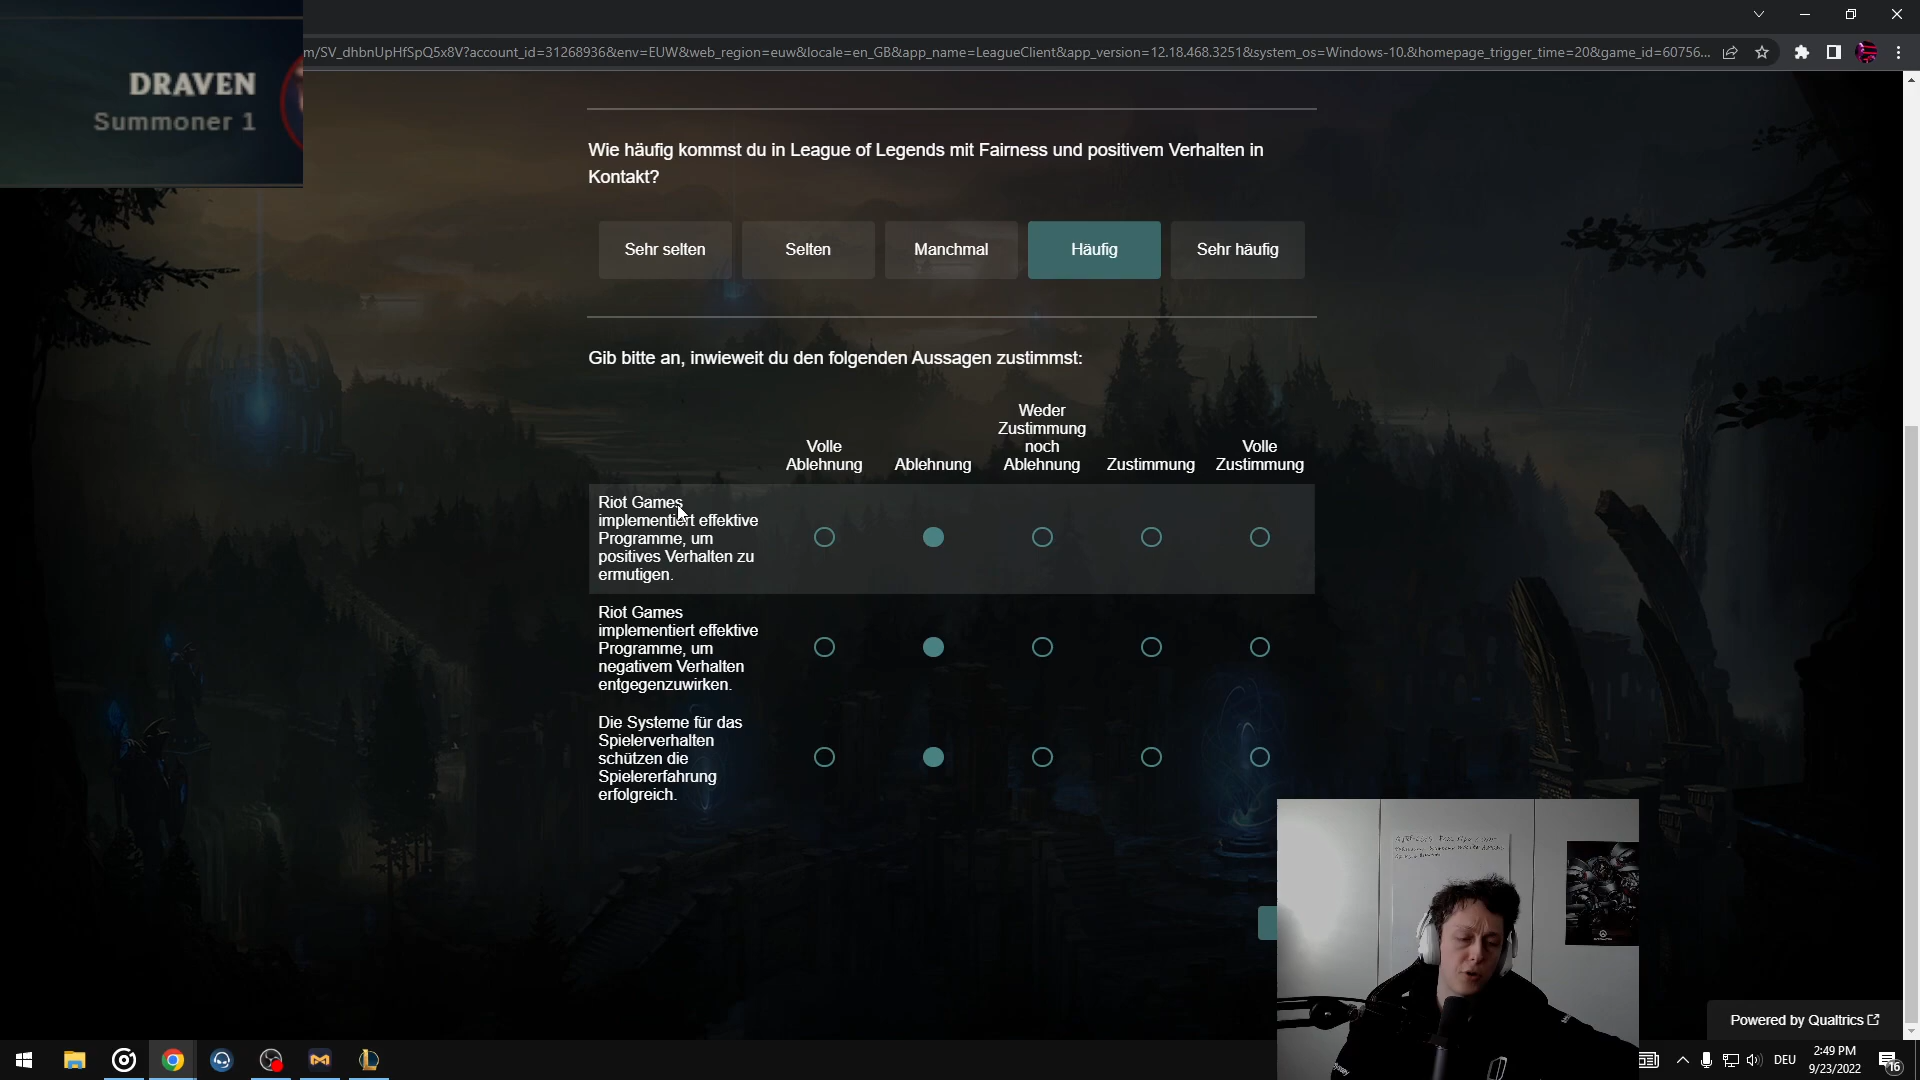 DRAVEN
Summoner 1
m/SV_dhbnUpHfSpQ5x8V?account_id=31268936&env=EUW&web_region=euw&locale=en_GB&app_name=LeagueClient&app_version=12.18.468.3251&system_os=Windows-10.&homepage_trigger_time=20&game_id=60756...
Wie häufig kommst du in League of Legends mit Fairness und positivem Verhalten in
Kontakt?
Sehr selten
Selten
Manchmal
Häufig
Sehr häufig
Gib bitte an, inwieweit du den folgenden Aussagen zustimmst:
Volle
Ablehnung
Ablehnung
Weder
Zustimmung
noch
Ablehnung
Zustimmung
Volle
Zustimmung
Riot Games
implementiert effektive
Programme, um
positives Verhalten zu
ermutigen.
Riot Games
implementiert effektive
Programme, um
negativem Verhalten
entgegenzuwirken.
Die Systeme für das
Spielerverhalten
schützen die
Spielererfahrung
erfolgreich.
Powered by Qualtrics
DEU
2:49 PM
9/23/2022
16